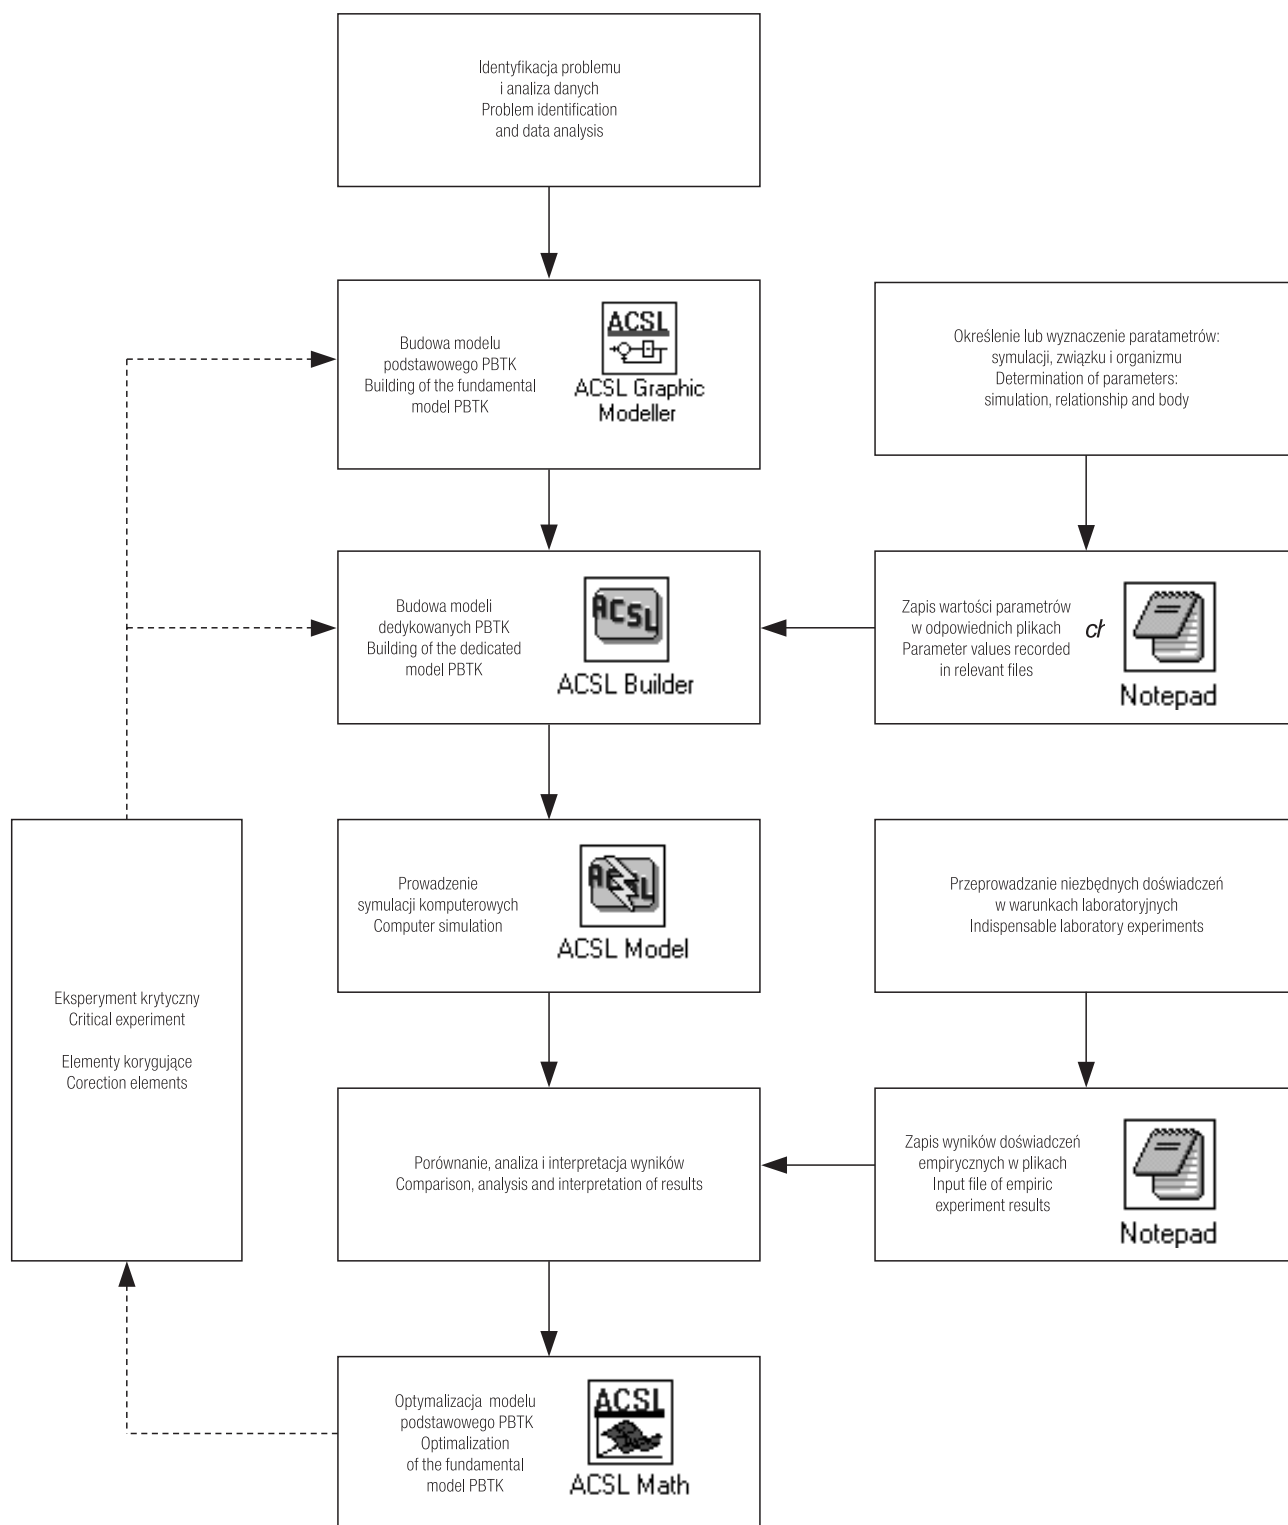 Identyfikacja problemu
i analiza danych
Problem identification
and data analysis
Budowa modelu
podstawowego PBTK
Building of the fundamental
model PBTK
ACSL
ACSL Graphic
Modeller
Określenie lub wyznaczenie paratametrów:
symulacji, związku i organizmu
Determination of parameters:
simulation, relationship and body
Budowa modeli
dedykowanych PBTK
Building of the dedicated
model PBTK
ACSL
ACSL Builder
Zapis wartości parametrów
w odpowiednich plikach
Parameter values recorded
in relevant files
Notepad
Prowadzenie
symulacji komputerowych
Computer simulation
ACSL
ACSL Model
Przeprowadzanie niezbędnych doświadczeń
w warunkach laboratoryjnych
Indispensable laboratory experiments
Eksperyment krytyczny
Critical experiment
Elementy korygujące
Corection elements
Porównanie, analiza i interpretacja wyników
Comparison, analysis and interpretation of results
Zapis wyników doświadczeń
empirycznych w plikach
Input file of empiric
experiment results
Notepad
Optymalizacja modelu
podstawowego PBTK
Optimalization
of the fundamental
model PBTK
ACSL
ACSL Math